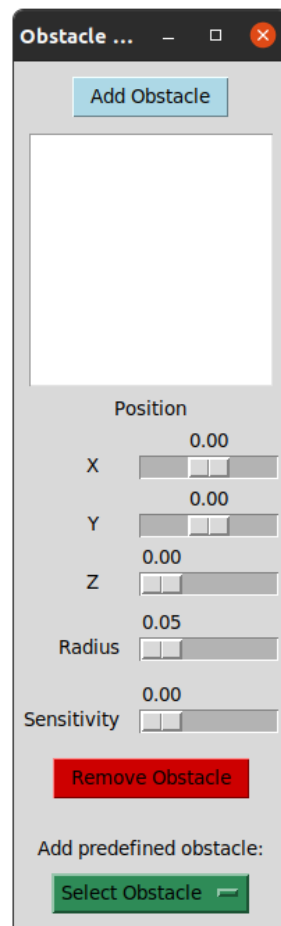 Obstacle ...
Add Obstacle
Position
0.00
X
0.00
Y
0.00
Z
0.05
Radius
0.00
Sensitivity
Remove Obstacle
Add predefined obstacle:
Select Obstacle